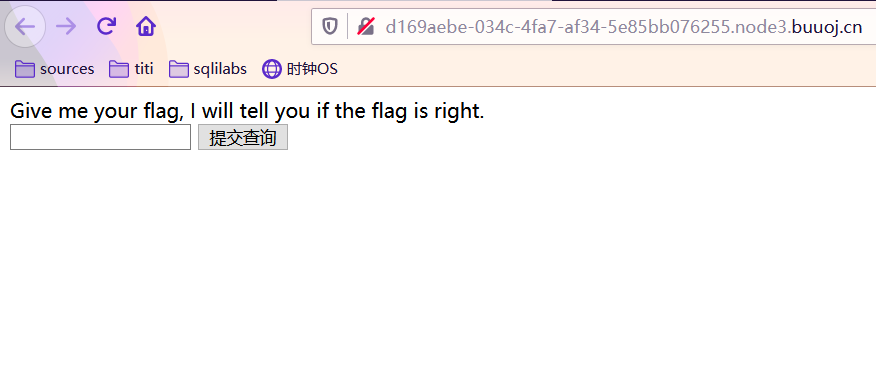 d169aebe-034c-4fa7-af34-5e85bb076255.node3.buuoj.cn
sources titi sqlilabs 时钟OS
Give me your flag, I will tell you if the flag is right.
提交查询